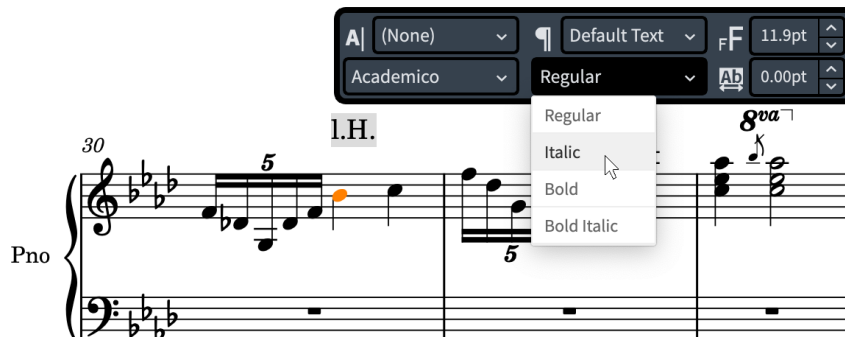 A| (None) ¶ Default Text FF 11.9pt
Academico Regular Ab 0.00pt
Regular
Italic
Bold
Bold Italic
l.H.
8va
30
5
5
Pno